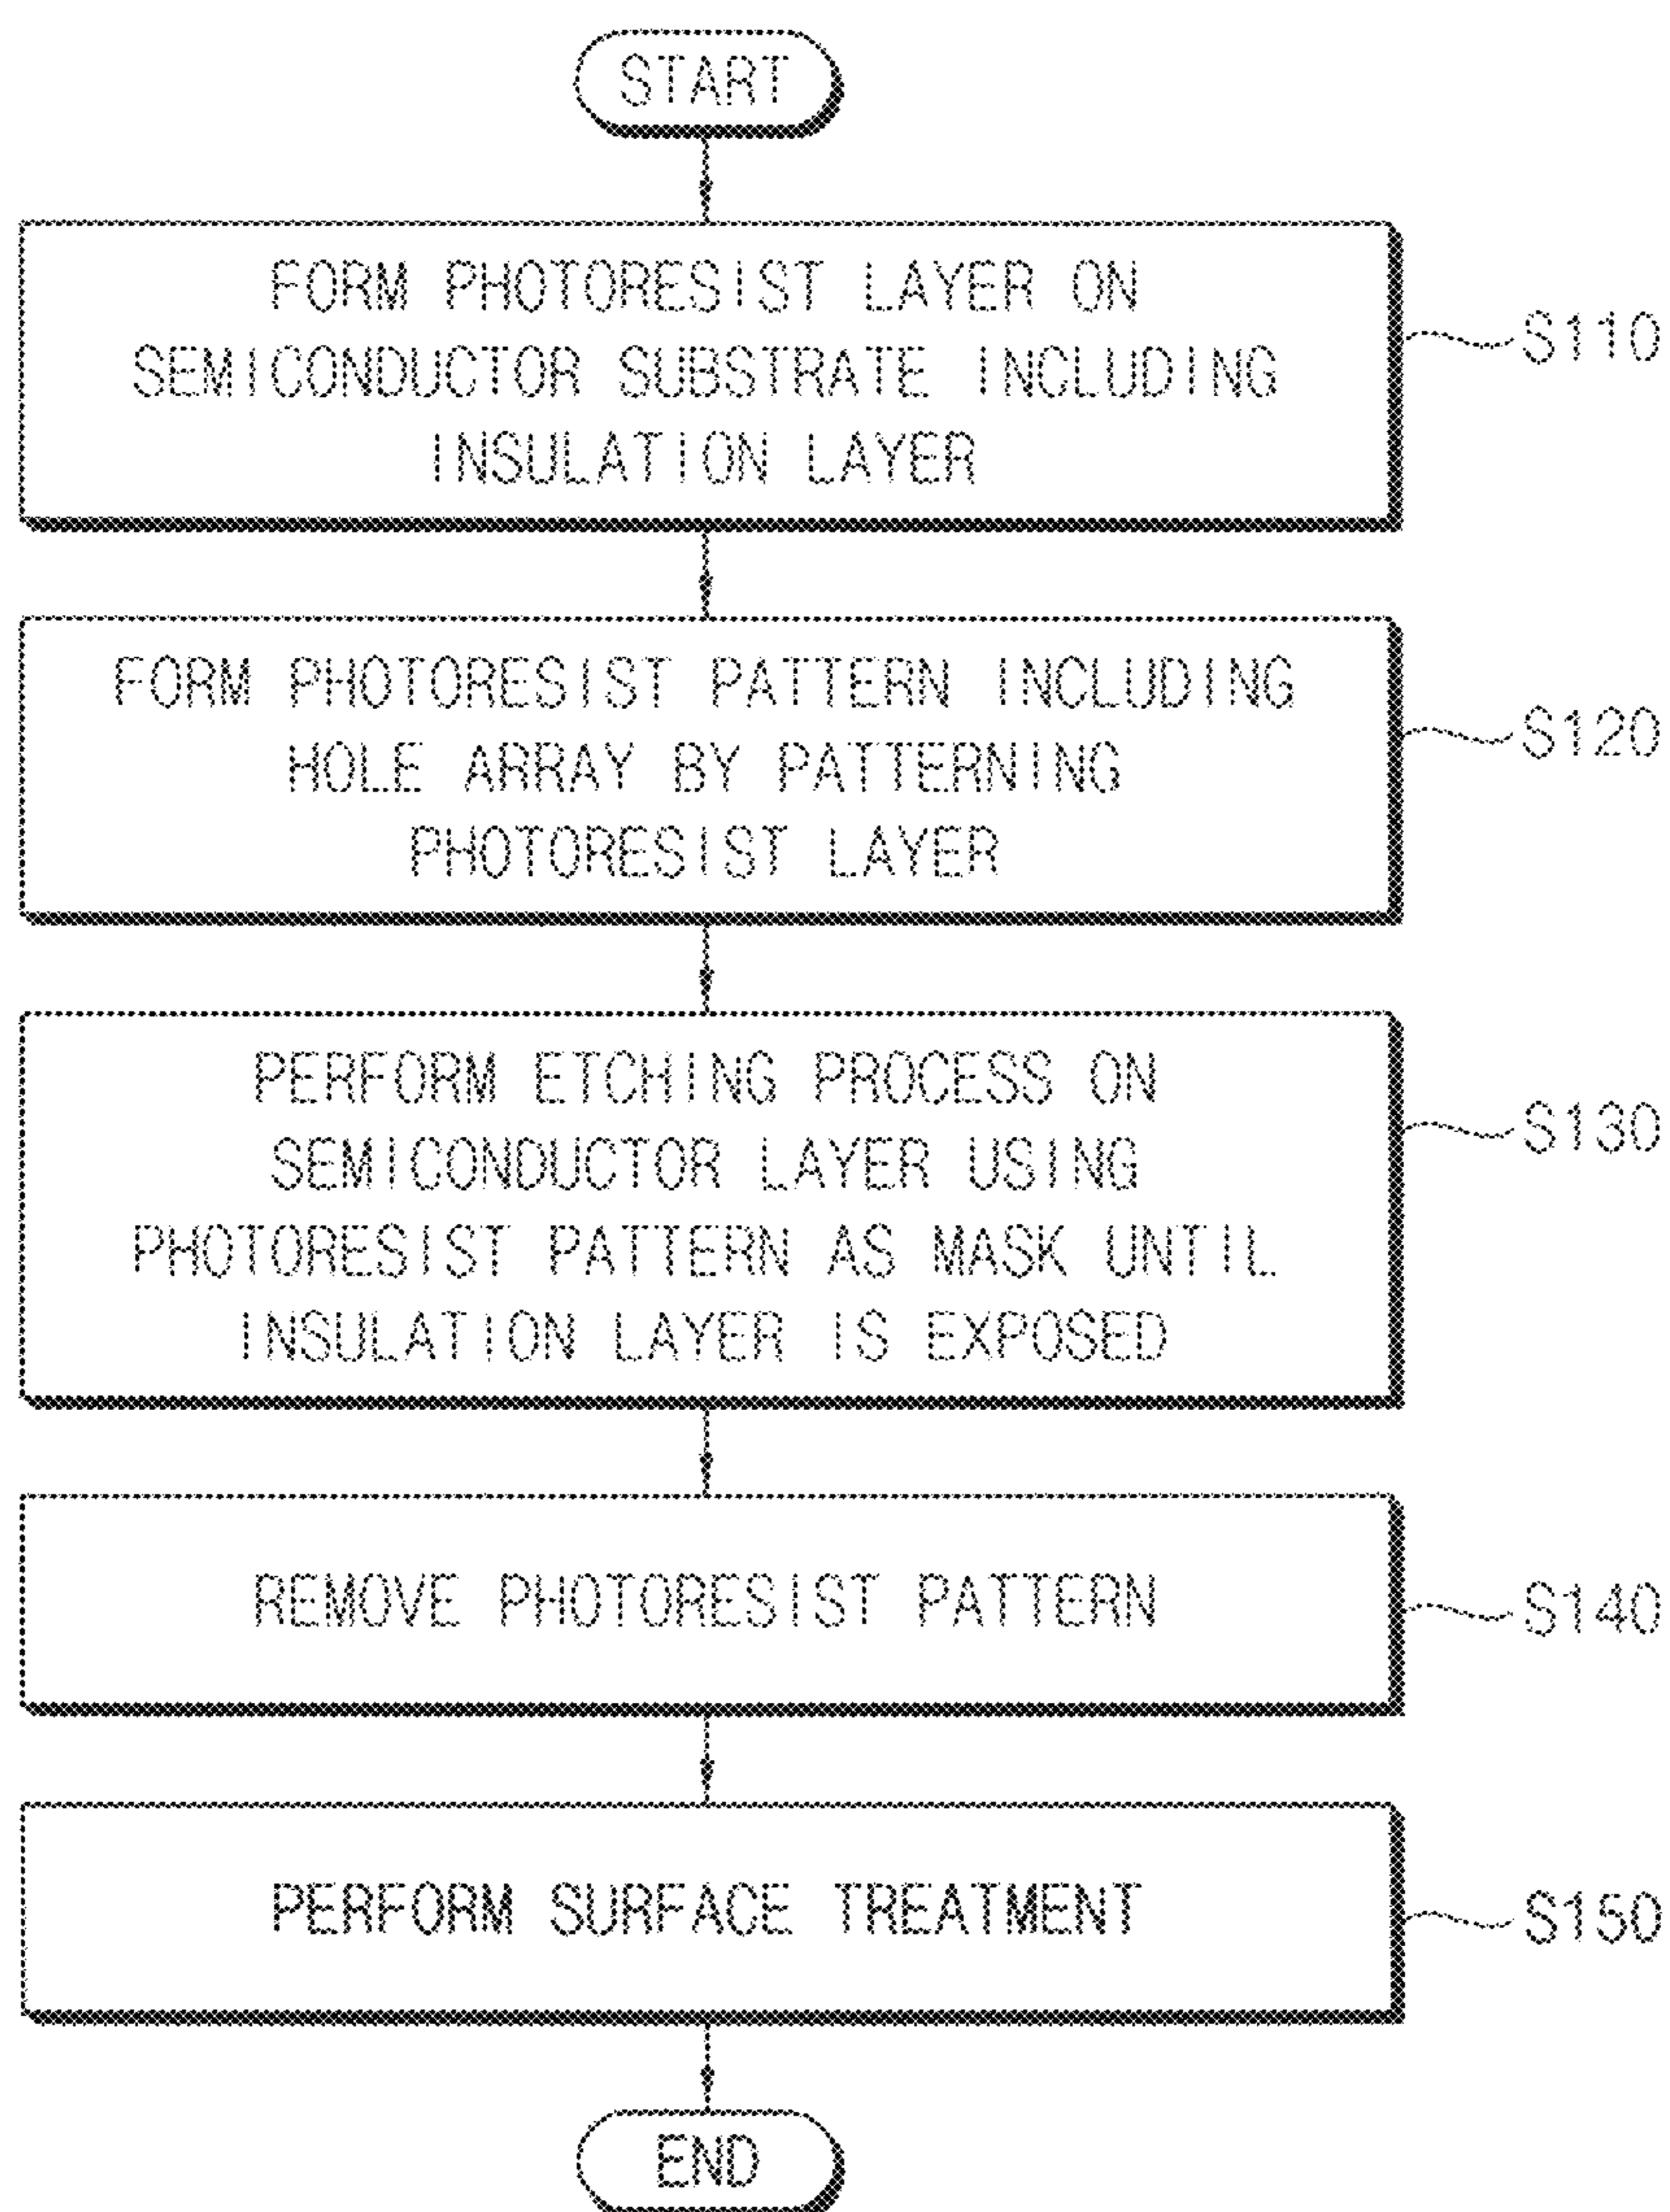 START
FORM PHOTORESIST LAYER ON
SEMICONDUCTOR SUBSTRATE INCLUDING
INSULATION LAYER
S110
FORM PHOTORESIST PATTERN INCLUDING
HOLE ARRAY BY PATTERNING
PHOTORESIST LAYER
S120
PERFORM ETCHING PROCESS ON
SEMICONDUCTOR LAYER USING
PHOTORESIST PATTERN AS MASK UNTIL
INSULATION LAYER IS EXPOSED
S130
REMOVE PHOTORESIST PATTERN
S140
PERFORM SURFACE TREATMENT
S150
END